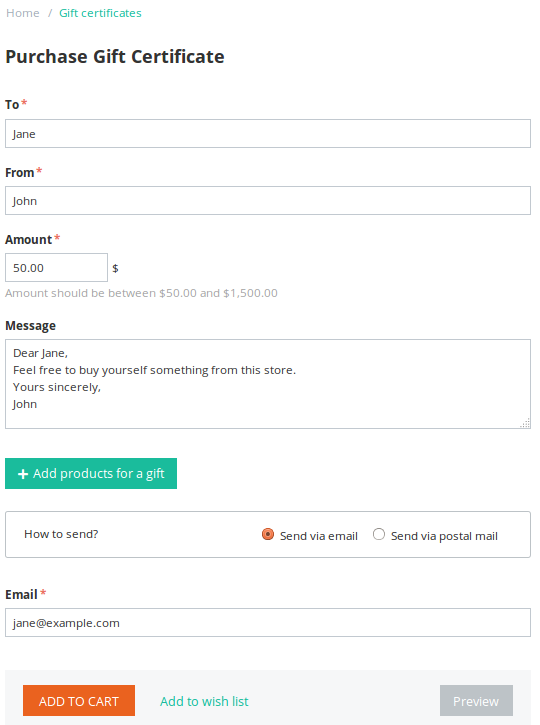 Home / Gift certificates
Purchase Gift Certificate
To *
Jane
From *
John
Amount *
50.00 $
Amount should be between $50.00 and $1,500.00
Message
Dear Jane,
Feel free to buy yourself something from this store.
Yours sincerely,
John
+ Add products for a gift
How to send? Send via email Send via postal mail
Email *
jane@example.com
ADD TO CART Add to wish list Preview